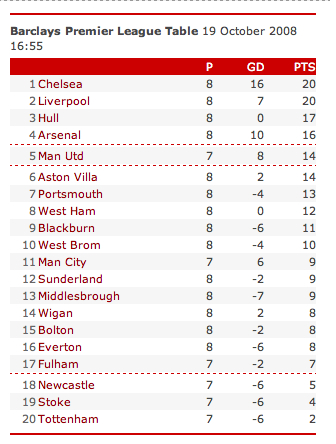 Barclays Premier League Table 19 October 2008
16:55
P GD PTS
1 Chelsea 8 16 20
2 Liverpool 8 7 20
3 Hull 8 0 17
4 Arsenal 8 10 16
5 Man Utd 7 8 14
6 Aston Villa 8 2 14
7 Portsmouth 8 -4 13
8 West Ham 8 0 12
9 Blackburn 8 -6 11
10 West Brom 8 -4 10
11 Man City 7 6 9
12 Sunderland 8 -2 9
13 Middlesbrough 8 -7 9
14 Wigan 8 2 8
15 Bolton 8 -2 8
16 Everton 8 -6 8
17 Fulham 7 -2 7
18 Newcastle 7 -6 5
19 Stoke 7 -6 4
20 Tottenham 7 -6 2